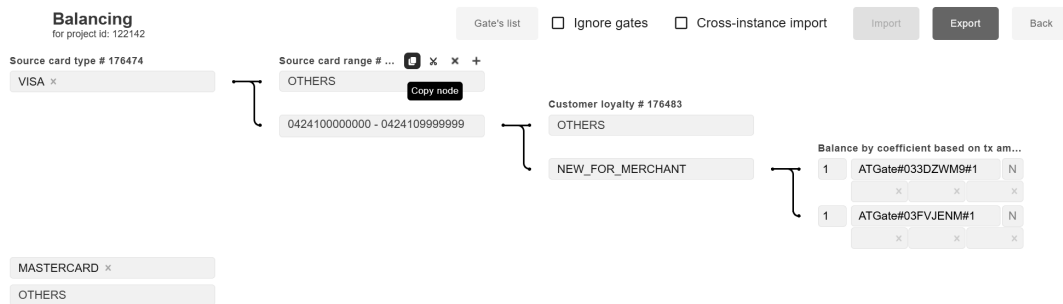 Balancing
for project id: 122142
Gate's list
Ignore gates
Cross-instance import
Import
Export
Back
Source card type # 176474
VISA ×
Source card range # ...
Copy node
OTHERS
0424100000000 - 0424109999999
Customer loyalty # 176483
OTHERS
NEW_FOR_MERCHANT
Balance by coefficient based on tx am...
1 ATGate#033DZWM9#1 N
× × ×
1 ATGate#03FVJENM#1 N
× × ×
MASTERCARD ×
OTHERS